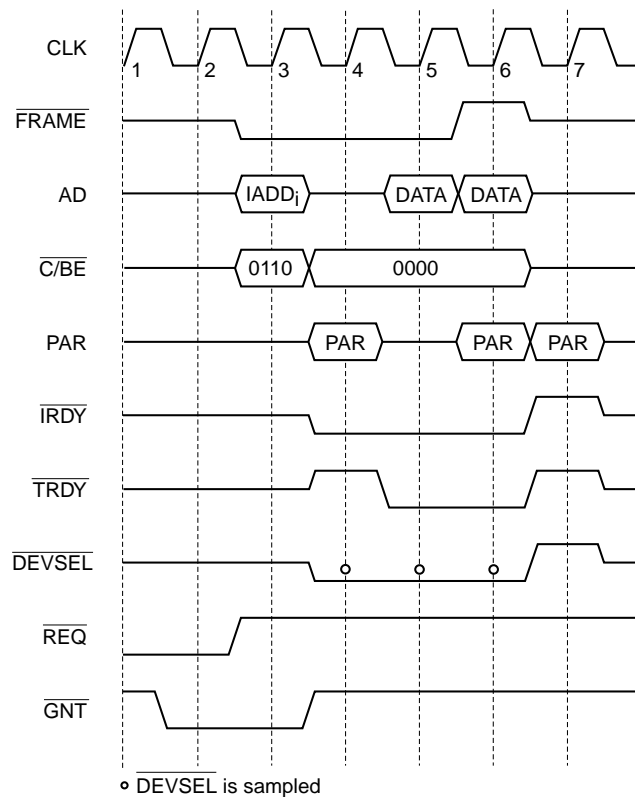 CLK
1 2 3 4 5 6 7
FRAME
AD IADDi DATA DATA
C/BE 0110 0000
PAR PAR PAR PAR
IRDY
TRDY
DEVSEL
REQ
GNT
DEVSEL is sampled